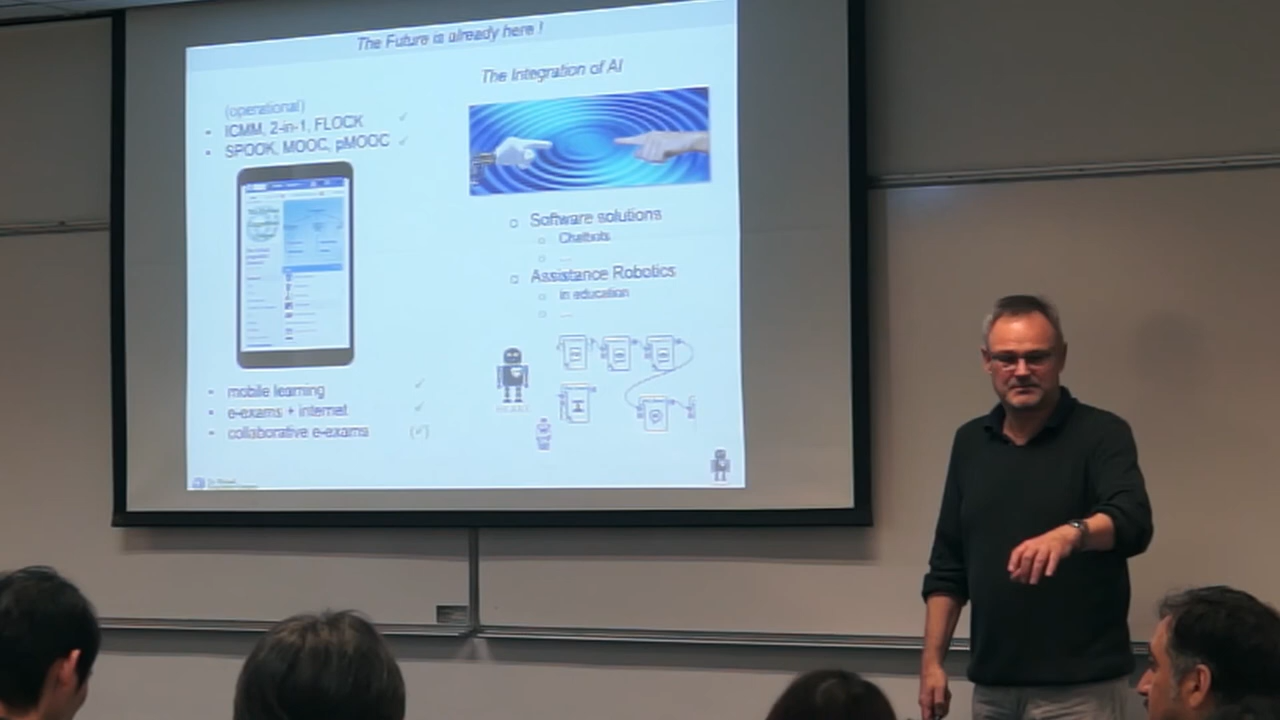 The Future is already here !
(operational)
• ICMM, 2-in-1, FLOCK ✓
• SPOOK, MOOC, pMOOC ✓
• mobile learning ✓
• e-exams + internet ✓
• collaborative e-exams (✓)
The Integration of AI
Software solutions
Chatbots
...
Assistance Robotics
in education
...